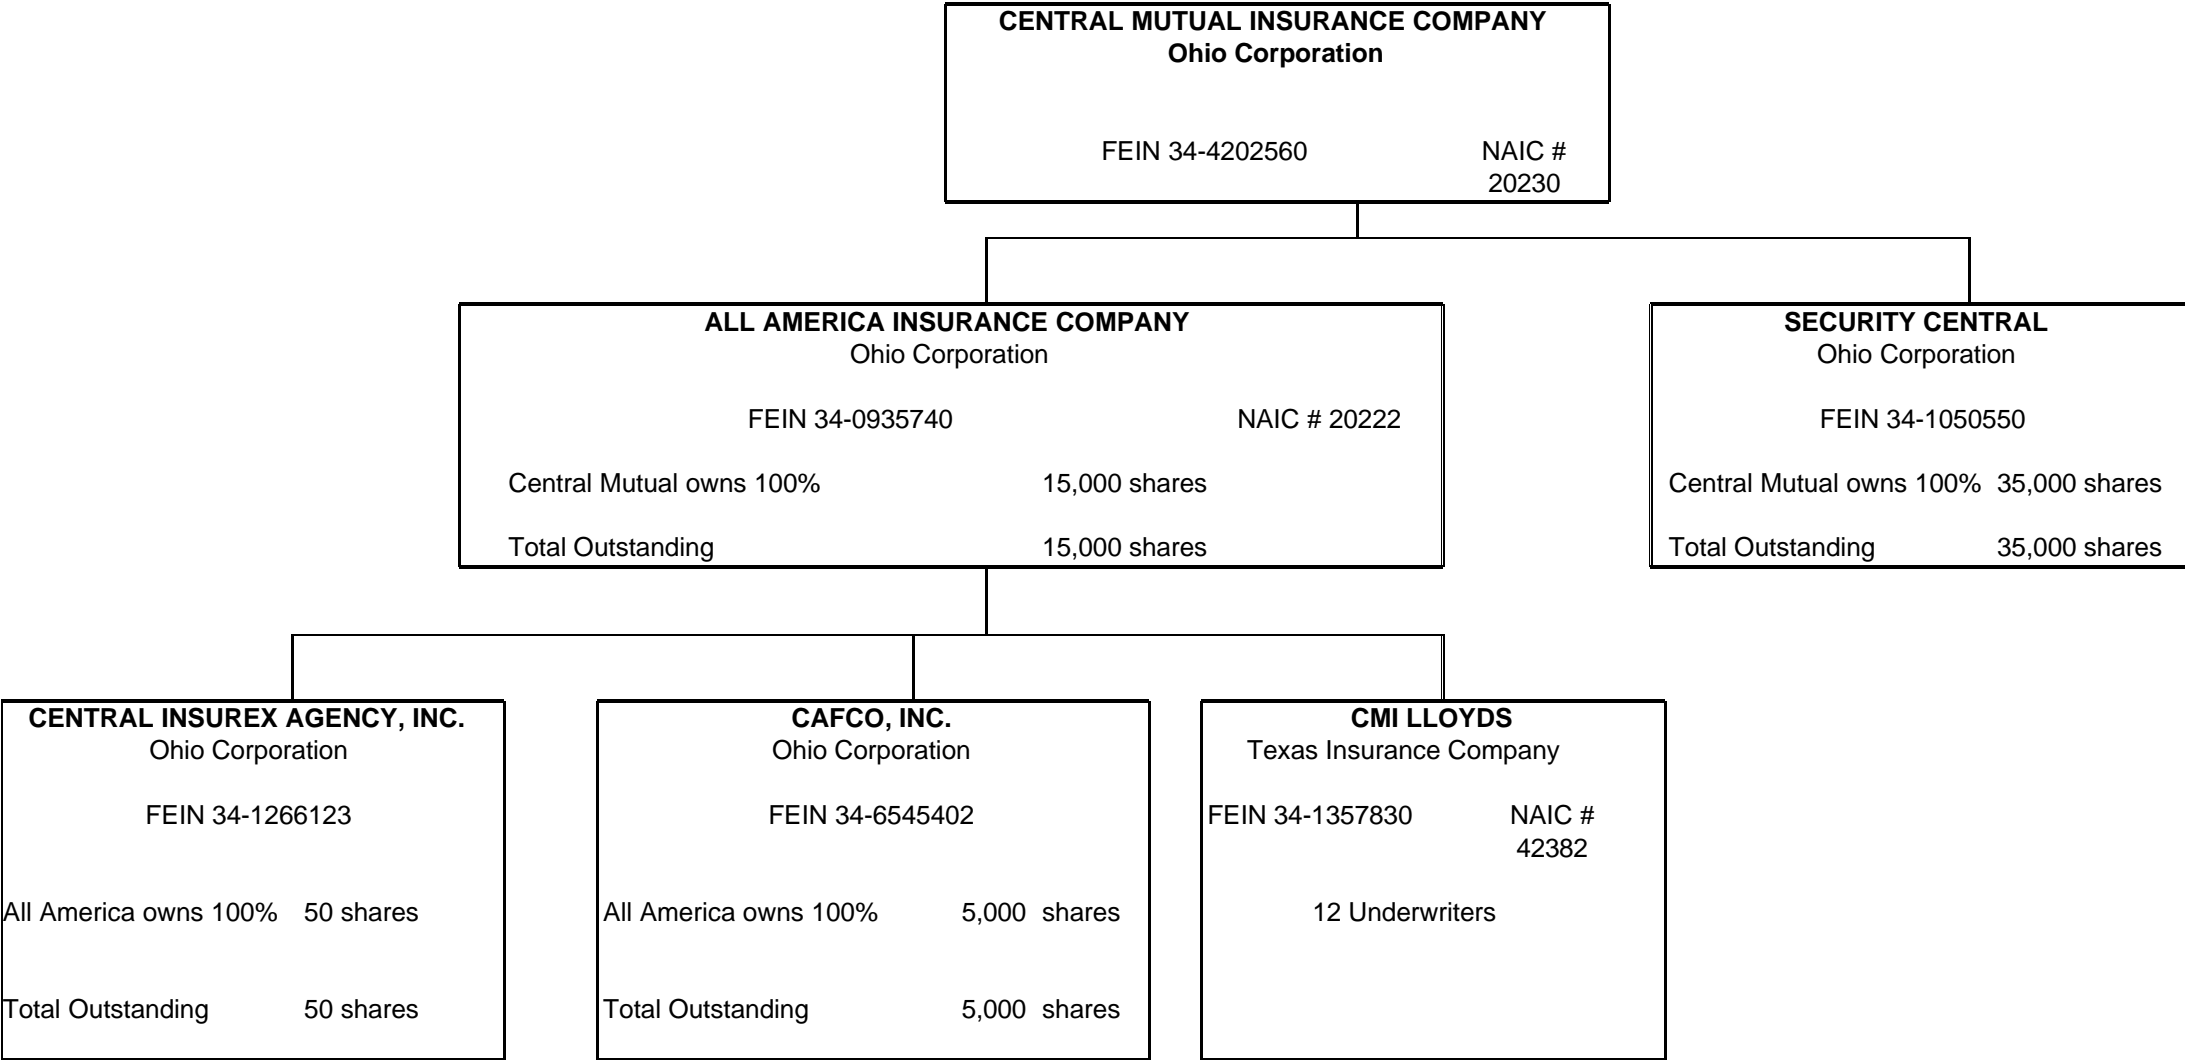 CENTRAL MUTUAL INSURANCE COMPANY
Ohio Corporation
FEIN 34-4202560 NAIC #
20230
ALL AMERICA INSURANCE COMPANY
Ohio Corporation
FEIN 34-0935740 NAIC # 20222
Central Mutual owns 100% 15,000 shares
Total Outstanding 15,000 shares
SECURITY CENTRAL
Ohio Corporation
FEIN 34-1050550
Central Mutual owns 100% 35,000 shares
Total Outstanding 35,000 shares
CENTRAL INSUREX AGENCY, INC.
Ohio Corporation
FEIN 34-1266123
All America owns 100% 50 shares
Total Outstanding 50 shares
CAFCO, INC.
Ohio Corporation
FEIN 34-6545402
All America owns 100% 5,000 shares
Total Outstanding 5,000 shares
CMI LLOYDS
Texas Insurance Company
FEIN 34-1357830 NAIC #
42382
12 Underwriters